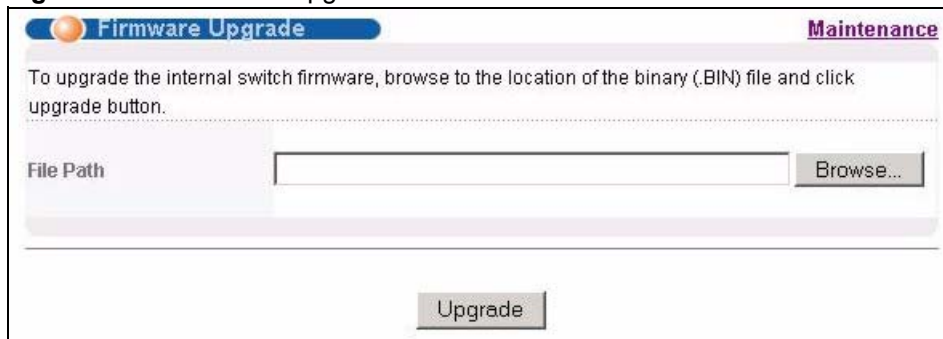 Firmware Upgrade
Maintenance
To upgrade the internal switch firmware, browse to the location of the binary (.BIN) file and click
upgrade button.
File Path
Browse...
Upgrade